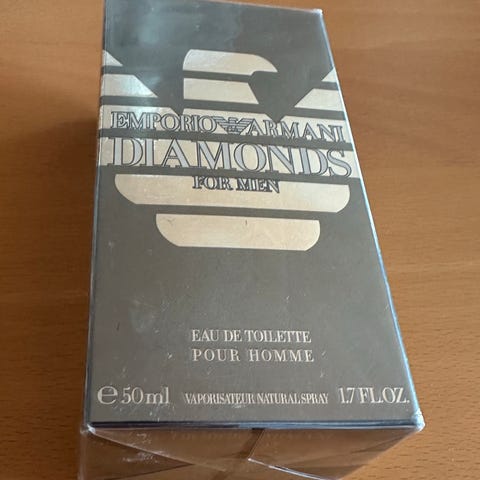 EMPORIO ARMANI
DIAMONDS
FOR MEN
EAU DE TOILETTE
POUR HOMME
e 50 ml VAPORISATEUR NATURAL SPRAY 1.7 FL.OZ.